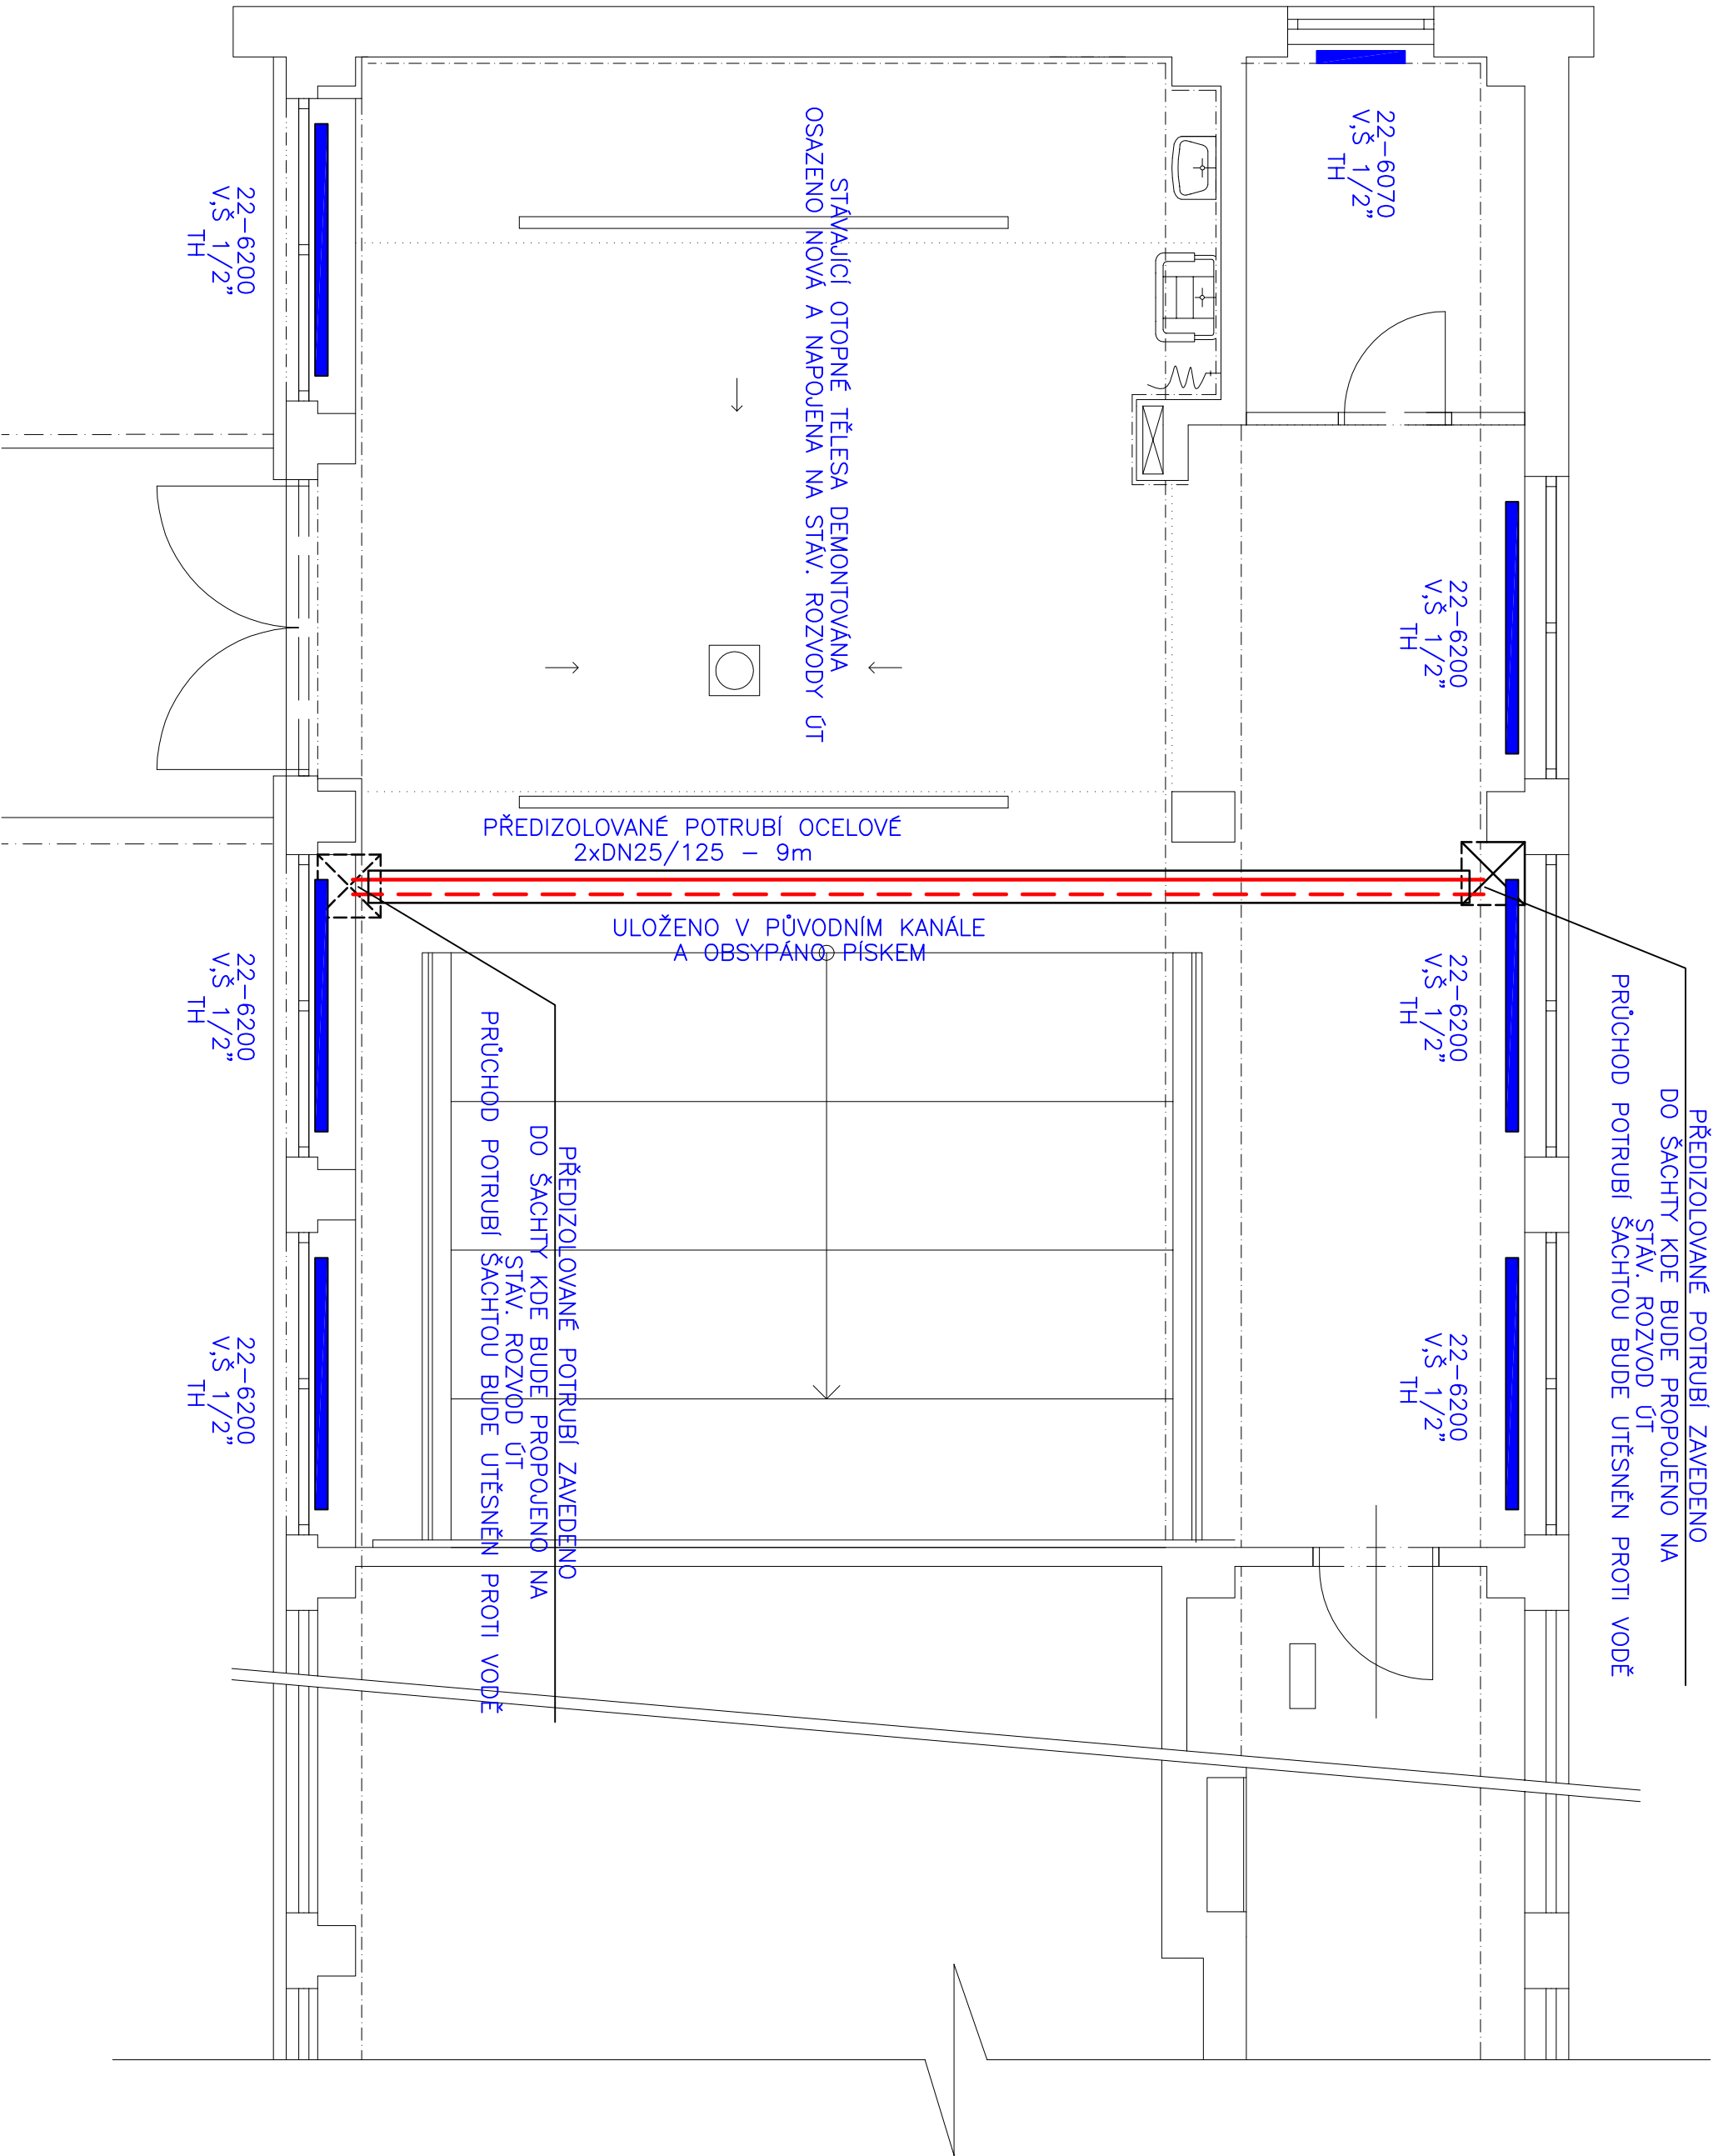 22-6070
V,Š 1/2"
TH
22-6200
V,Š 1/2"
TH
STÁVAJÍCÍ OTOPNÉ TĚLESA DEMONTOVÁNA
OSAZENO NOVÁ A NAPOJENA NA STÁV. ROZVODY ÚT
22-6200
V,Š 1/2"
TH
PŘEDIZOLOVANÉ POTRUBÍ OCELOVÉ
2xDN25/125 - 9m
ULOŽENO V PŮVODNÍM KANÁLE
A OBSYPÁNO PÍSKEM
22-6200
V,Š 1/2"
TH
22-6200
V,Š 1/2"
TH
PŘEDIZOLOVANÉ POTRUBÍ ZAVEDENO
DO ŠACHTY KDE BUDE PROPOJENO NA
STÁV. ROZVOD ÚT
PRŮCHOD POTRUBÍ ŠACHTOU BUDE UTĚSNĚN PROTI VODĚ
PŘEDIZOLOVANÉ POTRUBÍ ZAVEDENO
DO ŠACHTY KDE BUDE PROPOJENO NA
STÁV. ROZVOD ÚT
PRŮCHOD POTRUBÍ ŠACHTOU BUDE UTĚSNĚN PROTI VODĚ
22-6200
V,Š 1/2"
TH
22-6200
V,Š 1/2"
TH